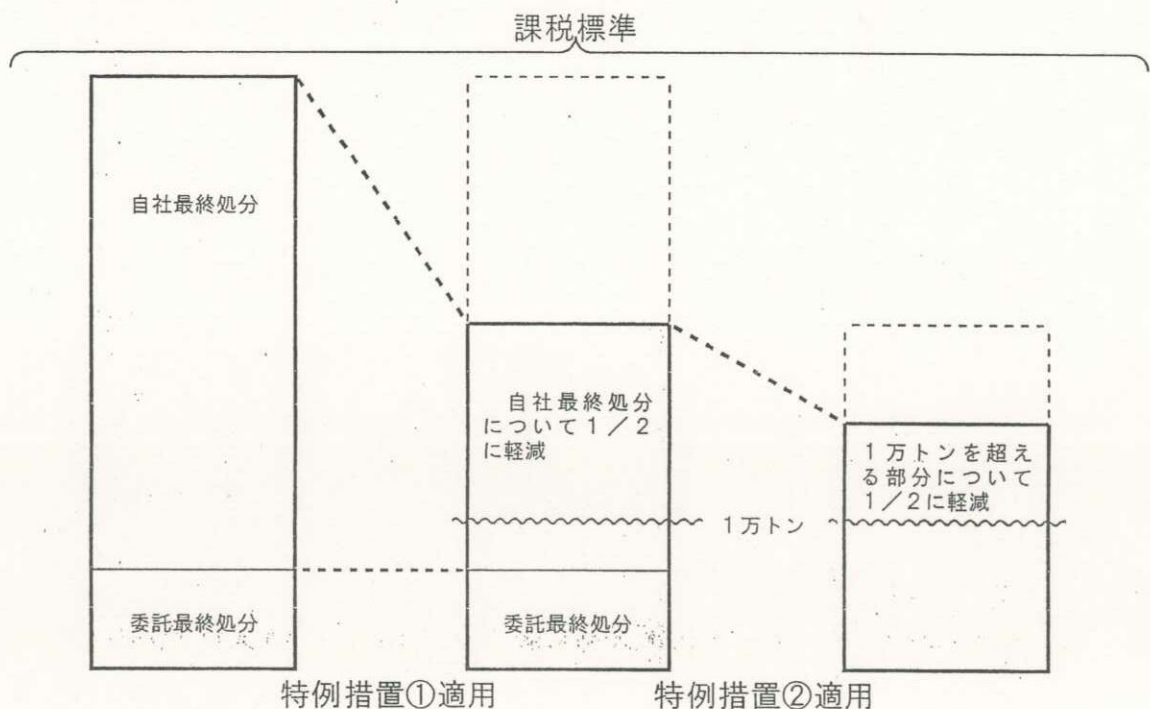 課税標準
自社最終処分
委託最終処分
自社最終処分
について１／２
に軽減
委託最終処分
１万トン
１万トンを超え
る部分について
１／２に軽減
特例措置①適用
特例措置②適用